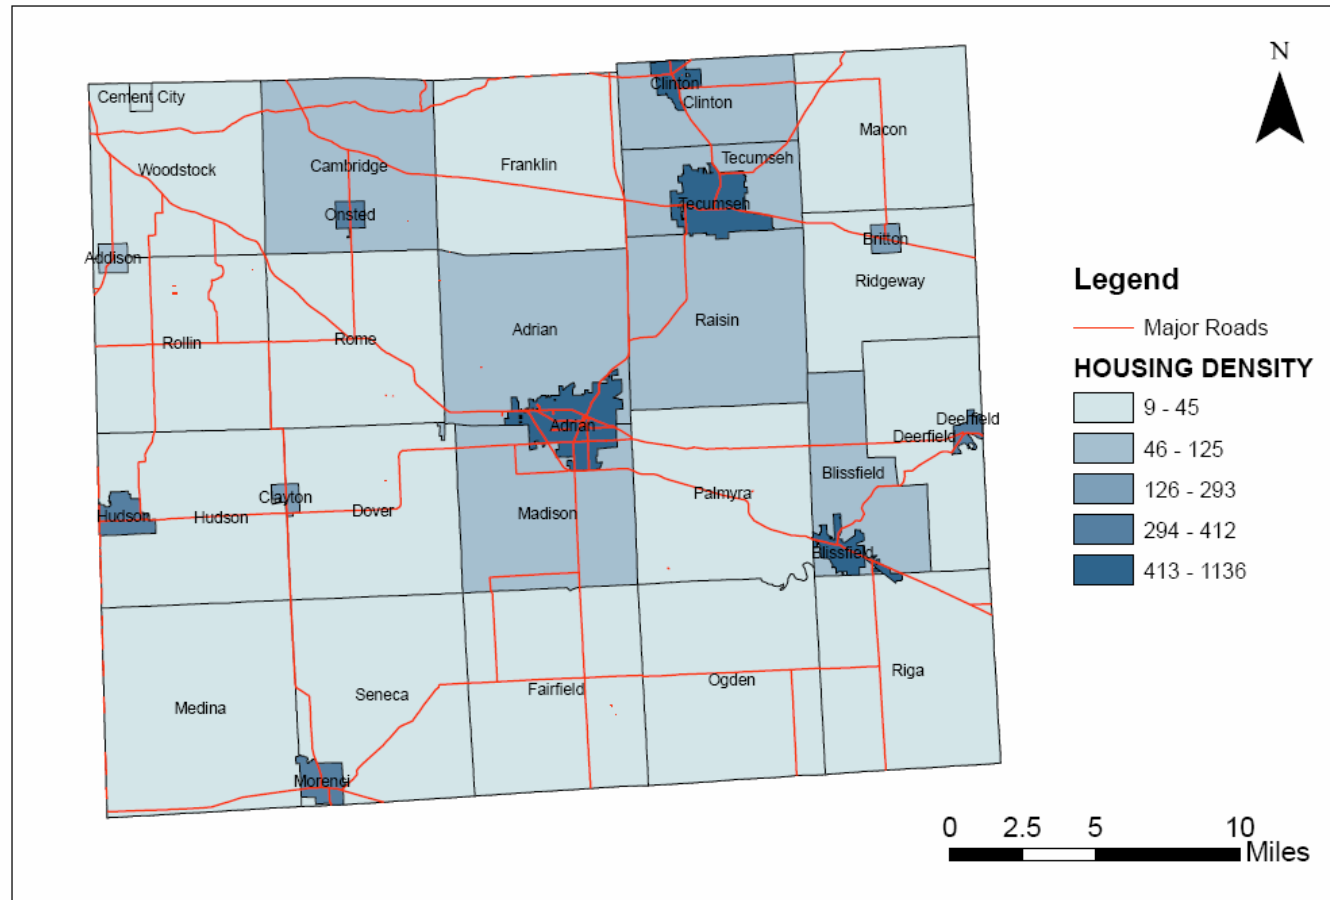 N
Cement City
Clinton
Clinton
Macon
Woodstock
Cambridge
Franklin
Tecumseh
Onsted
Tecumseh
Britton
Addison
Ridgeway
Adrian
Raisin
Rollin
Rome
Adrian
Deerfield
Deerfield
Blissfield
Clayton
Palmyra
Hudson
Hudson
Dover
Madison
Blissfield
Medina
Seneca
Fairfield
Ogden
Riga
Morenci
Legend
Major Roads
HOUSING DENSITY
9 - 45
46 - 125
126 - 293
294 - 412
413 - 1136
0 2.5 5 10
Miles